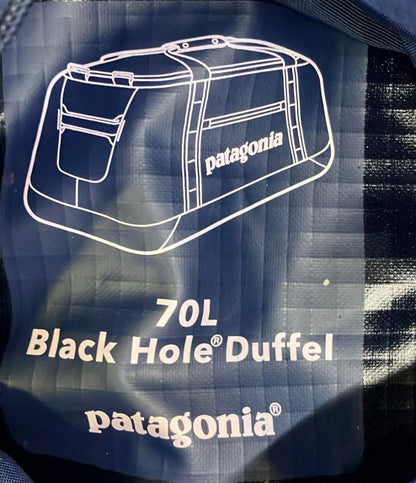 patagonia
70L
Black Hole® Duffel
patagonia®